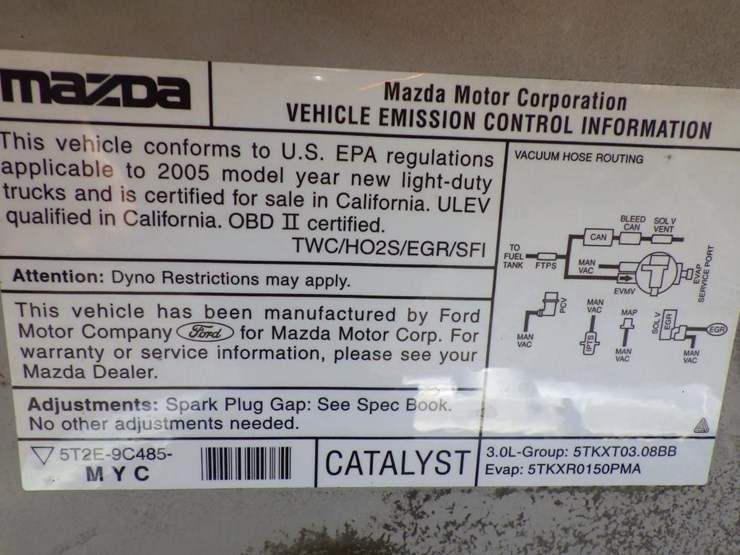 mazda
Mazda Motor Corporation
VEHICLE EMISSION CONTROL INFORMATION
This vehicle conforms to U.S. EPA regulations
applicable to 2005 model year new light-duty
trucks and is certified for sale in California. ULEV
qualified in California. OBD II certified.
TWC/HO2S/EGR/SFI
Attention: Dyno Restrictions may apply.
This vehicle has been manufactured by Ford
Motor Company Ford for Mazda Motor Corp. For
warranty or service information, please see your
Mazda Dealer.
Adjustments: Spark Plug Gap: See Spec Book.
No other adjustments needed.
VACUUM HOSE ROUTING
BLEED
CAN
SOL V
VENT
CAN
TO
FUEL
TANK
FTPS
MAN
VAC
EVMV
EVAP
SERVICE PORT
PCV
MAN
VAC
MAN
VAC
IPTS
MAP
MAN
VAC
SOL V
EGR
EGR
MAN
VAC
5T2E-9C485-
MYC
CATALYST
3.0L-Group: 5TKXT03.08BB
Evap: 5TKXR0150PMA